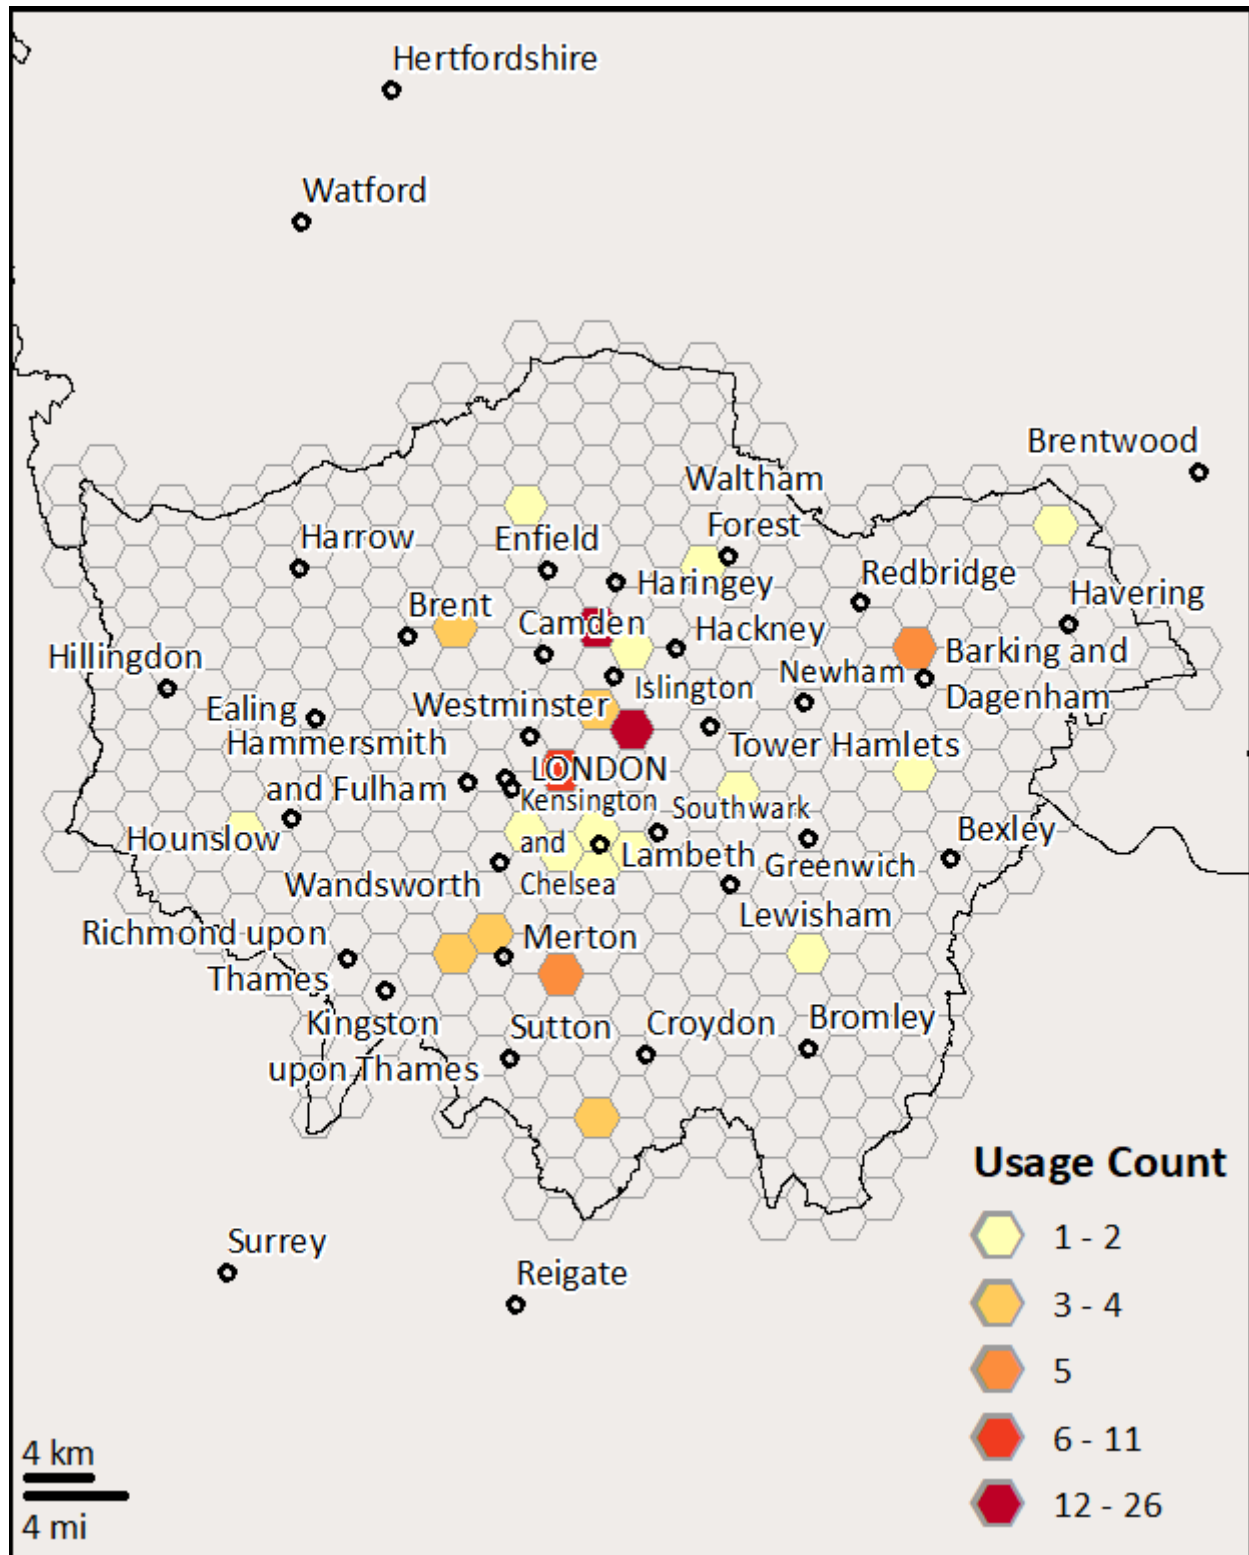 Hertfordshire
Watford
Brentwood
Waltham
Forest
Harrow
Enfield
Haringey
Redbridge
Havering
Brent
Camden
Hackney
Hillingdon
Islington
Newham
Barking and
Dagenham
Ealing
Westminster
Hammersmith
and Fulham
Tower Hamlets
LONDON
Kensington
and
Chelsea
Southwark
Hounslow
Lambeth
Greenwich
Bexley
Wandsworth
Lewisham
Richmond upon
Thames
Merton
Kingston
upon Thames
Sutton
Croydon
Bromley
Usage Count
1 - 2
3 - 4
5
6 - 11
12 - 26
Surrey
Reigate
4 km
4 mi